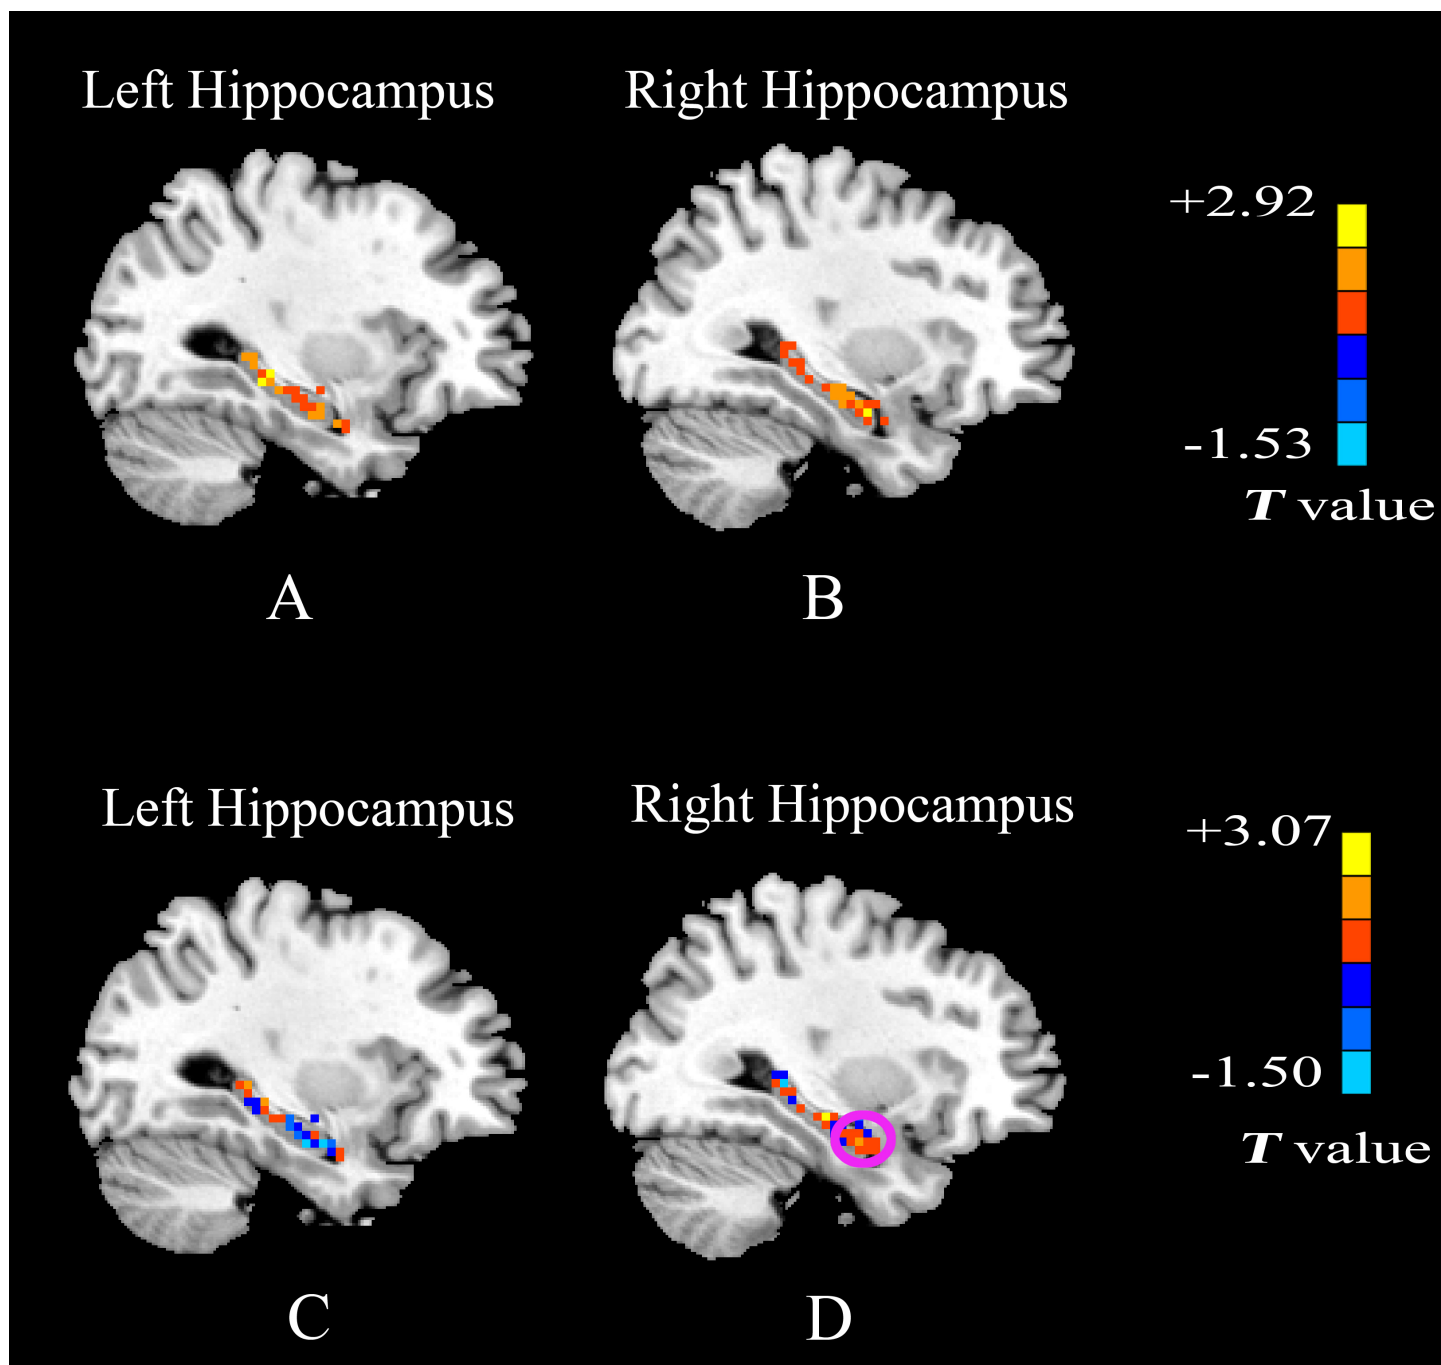 Left Hippocampus
Right Hippocampus
+2.92
-1.53
T value
A
B
Left Hippocampus
Right Hippocampus
+3.07
-1.50
T value
C
D